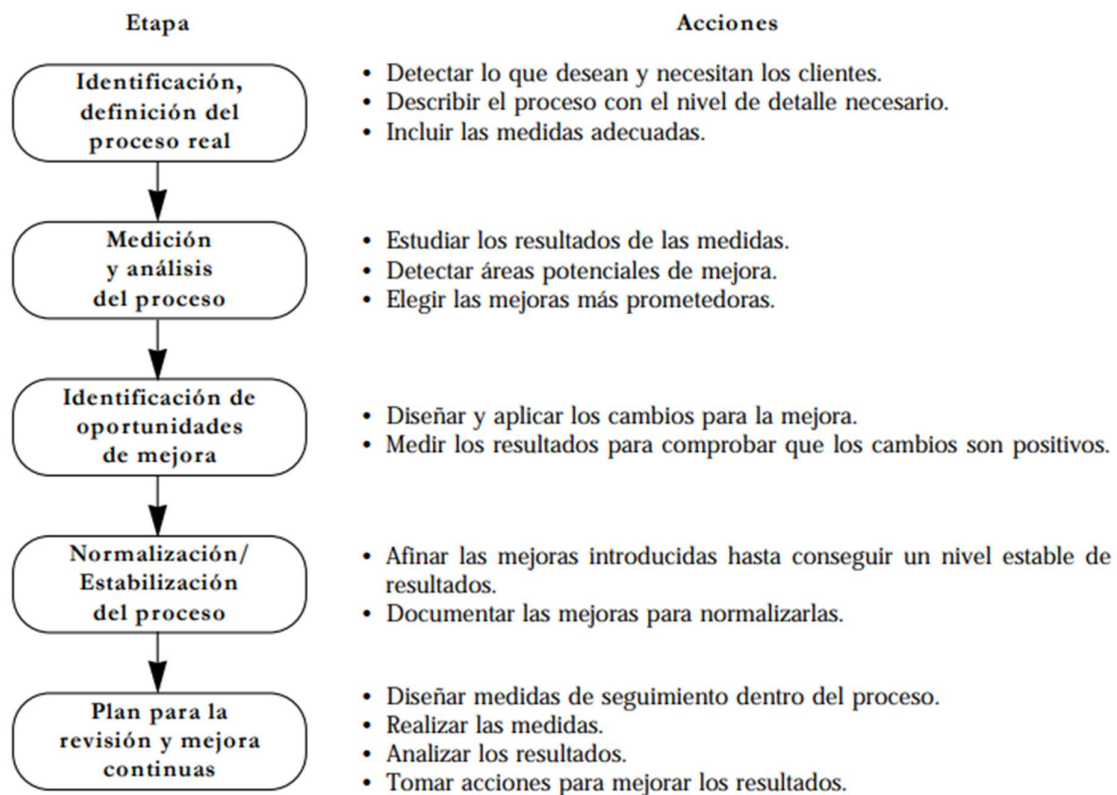 Etapa
Acciones
Identificación,
definición del
proceso real
• Detectar lo que desean y necesitan los clientes.
• Describir el proceso con el nivel de detalle necesario.
• Incluir las medidas adecuadas.
Medición
y análisis
del proceso
• Estudiar los resultados de las medidas.
• Detectar áreas potenciales de mejora.
• Elegir las mejoras más prometedoras.
Identificación de
oportunidades
de mejora
• Diseñar y aplicar los cambios para la mejora.
• Medir los resultados para comprobar que los cambios son positivos.
Normalización/
Estabilización
del proceso
• Afinar las mejoras introducidas hasta conseguir un nivel estable de
resultados.
• Documentar las mejoras para normalizarlas.
Plan para la
revisión y mejora
continuas
• Diseñar medidas de seguimiento dentro del proceso.
• Realizar las medidas.
• Analizar los resultados.
• Tomar acciones para mejorar los resultados.